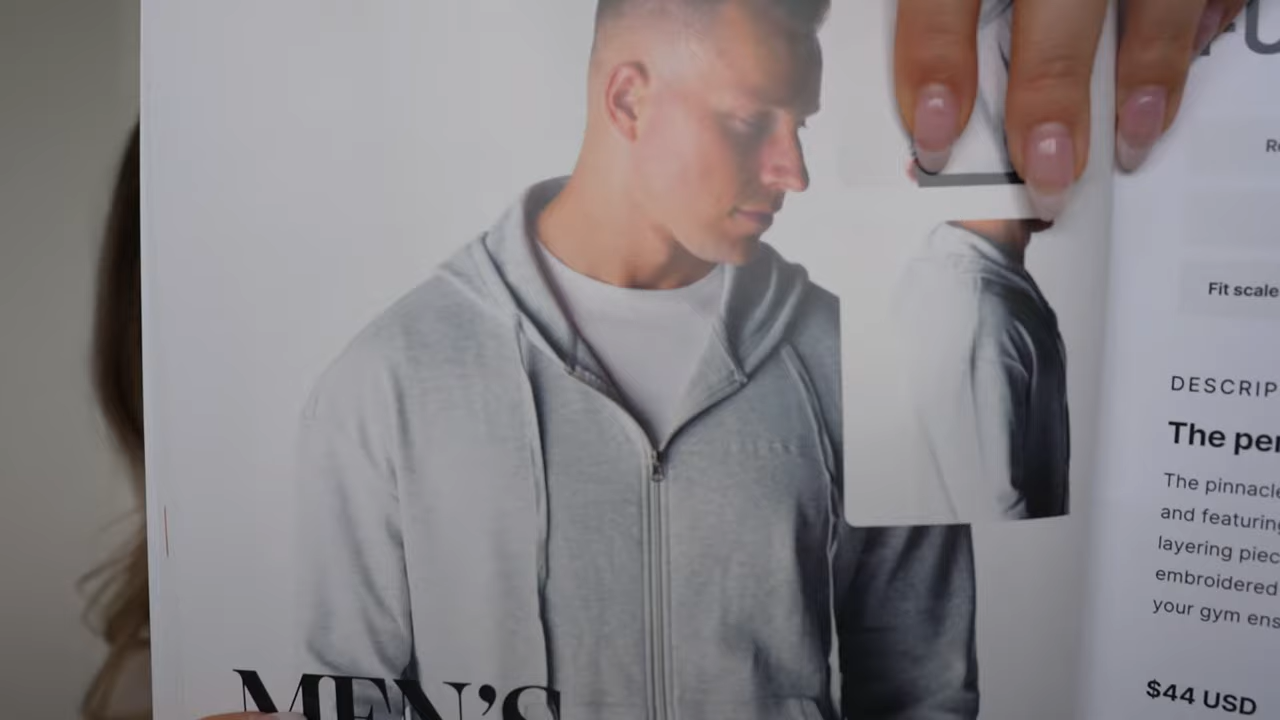 MEN'S
Fit scale
DESCRIP
The per
The pinnacle
and featuring
layering piec
embroidered
your gym ens
$44 USD